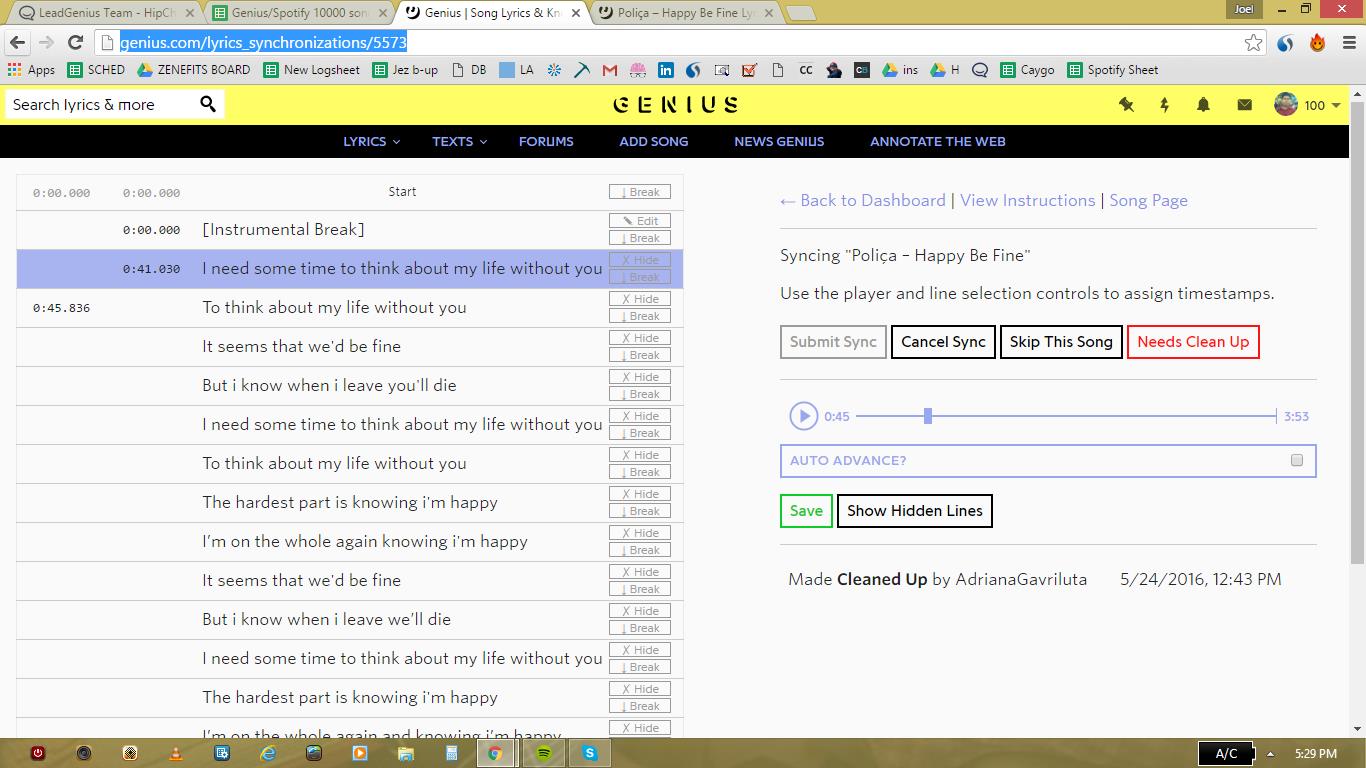 LeadGenius Team - HipCh
Genius/Spotify 10000 son
Genius | Song Lyrics & Kn
Poliça – Happy Be Fine Ly
Joel
genius.com/lyrics_synchronizations/5573
Apps SCHED ZENEFITS BOARD New Logsheet Jez b-up DB LA CC CB ins H Caygo Spotify Sheet
Search lyrics & more
GENIUS
100
LYRICS TEXTS FORUMS ADD SONG NEWS GENIUS ANNOTATE THE WEB
0:00.000 0:00.000 Start ↓ Break
0:00.000 [Instrumental Break] Edit
↓ Break
0:41.030 I need some time to think about my life without you ✗ Hide
↓ Break
0:45.836 To think about my life without you ✗ Hide
↓ Break
It seems that we'd be fine ✗ Hide
↓ Break
But i know when i leave you'll die ✗ Hide
↓ Break
I need some time to think about my life without you ✗ Hide
↓ Break
To think about my life without you ✗ Hide
↓ Break
The hardest part is knowing i'm happy ✗ Hide
↓ Break
I’m on the whole again knowing i'm happy ✗ Hide
↓ Break
It seems that we'd be fine ✗ Hide
↓ Break
But i know when i leave we’ll die ✗ Hide
↓ Break
I need some time to think about my life without you ✗ Hide
↓ Break
The hardest part is knowing i'm happy ✗ Hide
↓ Break
I’m on the whole again and knowing i’m happy ✗ Hide
← Back to Dashboard | View Instructions | Song Page
Syncing "Poliça – Happy Be Fine"
Use the player and line selection controls to assign timestamps.
Submit Sync Cancel Sync Skip This Song Needs Clean Up
0:45 3:53
AUTO ADVANCE?
Save Show Hidden Lines
Made Cleaned Up by AdrianaGavriluta 5/24/2016, 12:43 PM
A/C 5:29 PM